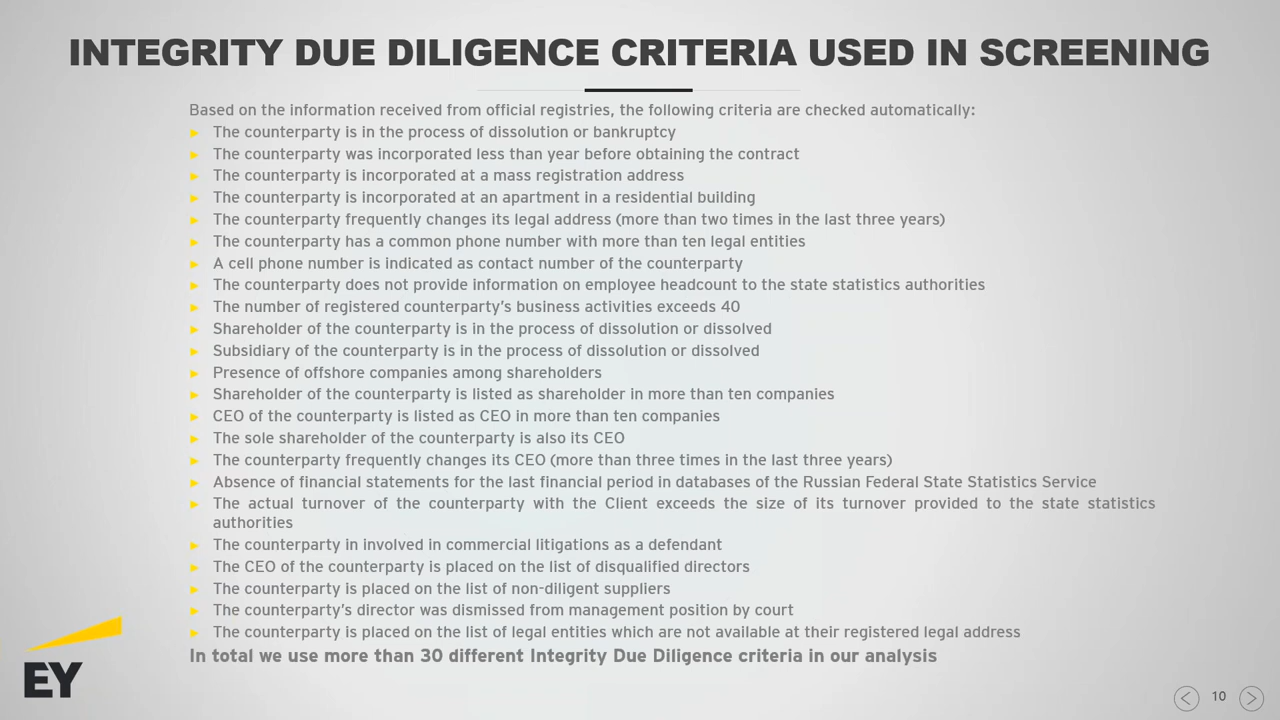 INTEGRITY DUE DILIGENCE CRITERIA USED IN SCREENING
Based on the information received from official registries, the following criteria are checked automatically:
The counterparty is in the process of dissolution or bankruptcy
The counterparty was incorporated less than year before obtaining the contract
The counterparty is incorporated at a mass registration address
The counterparty is incorporated at an apartment in a residential building
The counterparty frequently changes its legal address (more than two times in the last three years)
The counterparty has a common phone number with more than ten legal entities
A cell phone number is indicated as contact number of the counterparty
The counterparty does not provide information on employee headcount to the state statistics authorities
The number of registered counterparty's business activities exceeds 40
Shareholder of the counterparty is in the process of dissolution or dissolved
Subsidiary of the counterparty is in the process of dissolution or dissolved
Presence of offshore companies among shareholders
Shareholder of the counterparty is listed as shareholder in more than ten companies
CEO of the counterparty is listed as CEO in more than ten companies
The sole shareholder of the counterparty is also its CEO
The counterparty frequently changes its CEO (more than three times in the last three years)
Absence of financial statements for the last financial period in databases of the Russian Federal State Statistics Service
The actual turnover of the counterparty with the Client exceeds the size of its turnover provided to the state statistics
authorities
The counterparty in involved in commercial litigations as a defendant
The CEO of the counterparty is placed on the list of disqualified directors
The counterparty is placed on the list of non-diligent suppliers
The counterparty's director was dismissed from management position by court
The counterparty is placed on the list of legal entities which are not available at their registered legal address
In total we use more than 30 different Integrity Due Diligence criteria in our analysis
EY
10